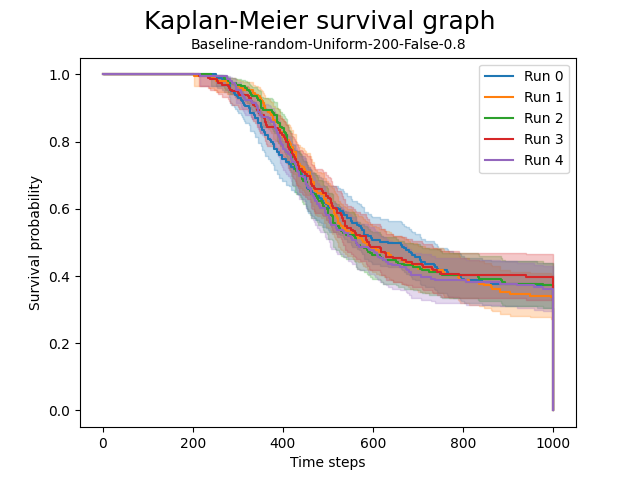 Kaplan-Meier survival graph
Baseline-random-Uniform-200-False-0.8
Run 0
Run 1
Run 2
Run 3
Run 4
Survival probability
1.0
0.8
0.6
0.4
0.2
0.0
0 200 400 600 800 1000
Time steps